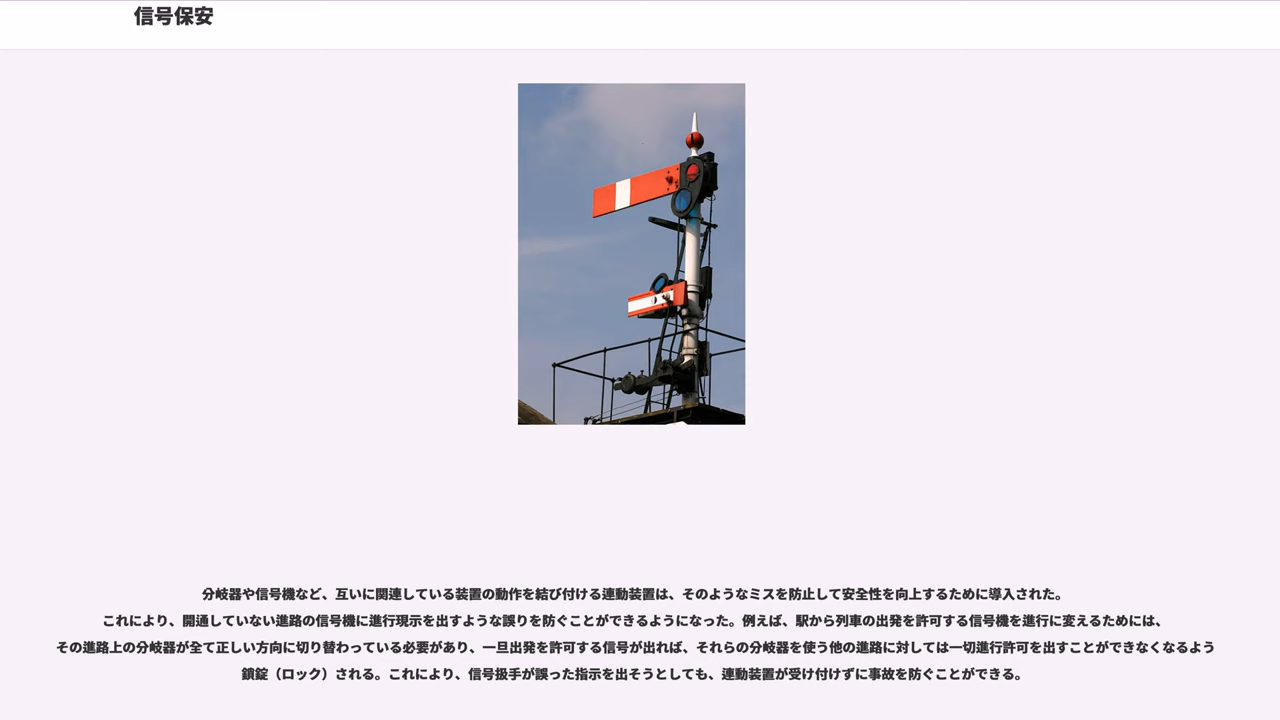 信号保安
分岐器や信号機など、互いに関連している装置の動作を結び付ける連動装置は、そのようなミスを防止して安全性を向上するために導入された。
これにより、開通していない進路の信号機に進行現示を出すような誤りを防ぐことができるようになった。例えば、駅から列車の出発を許可する信号機を進行に変えるためには、
その進路上の分岐器が全て正しい方向に切り替わっている必要があり、一旦出発を許可する信号が出れば、それらの分岐器を使う他の進路に対しては一切進行許可を出すことができなくなるよう
鎖錠（ロック）される。これにより、信号扱手が誤った指示を出そうとしても、連動装置が受け付けずに事故を防ぐことができる。